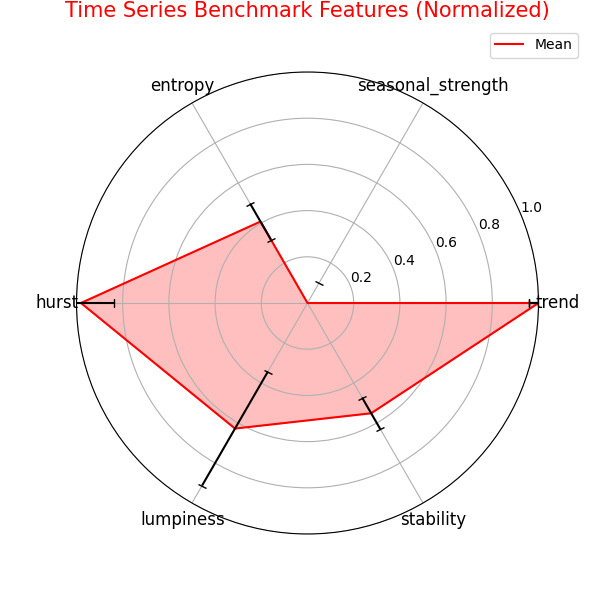 Time Series Benchmark Features (Normalized)
Mean
entropy
seasonal_strength
1.0
0.8
0.6
0.4
0.2
hurst
trend
lumpiness
stability